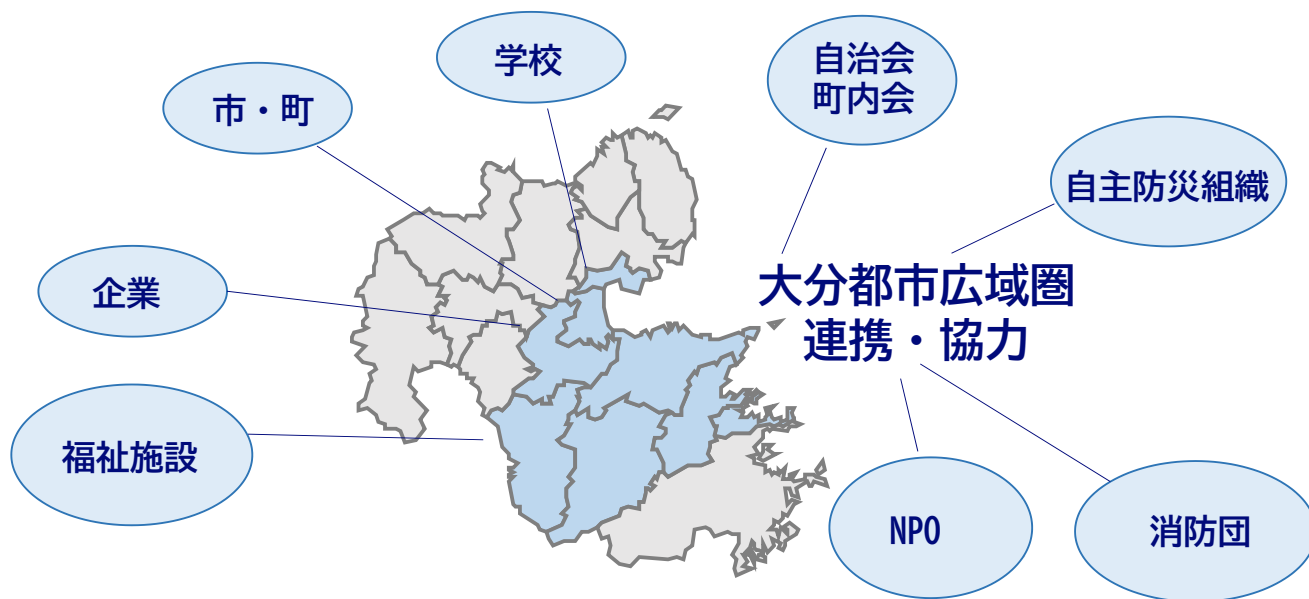 学校
自治会
町内会
市・町
自主防災組織
企業
大分都市広域圏
連携・協力
福祉施設
NPO
消防団